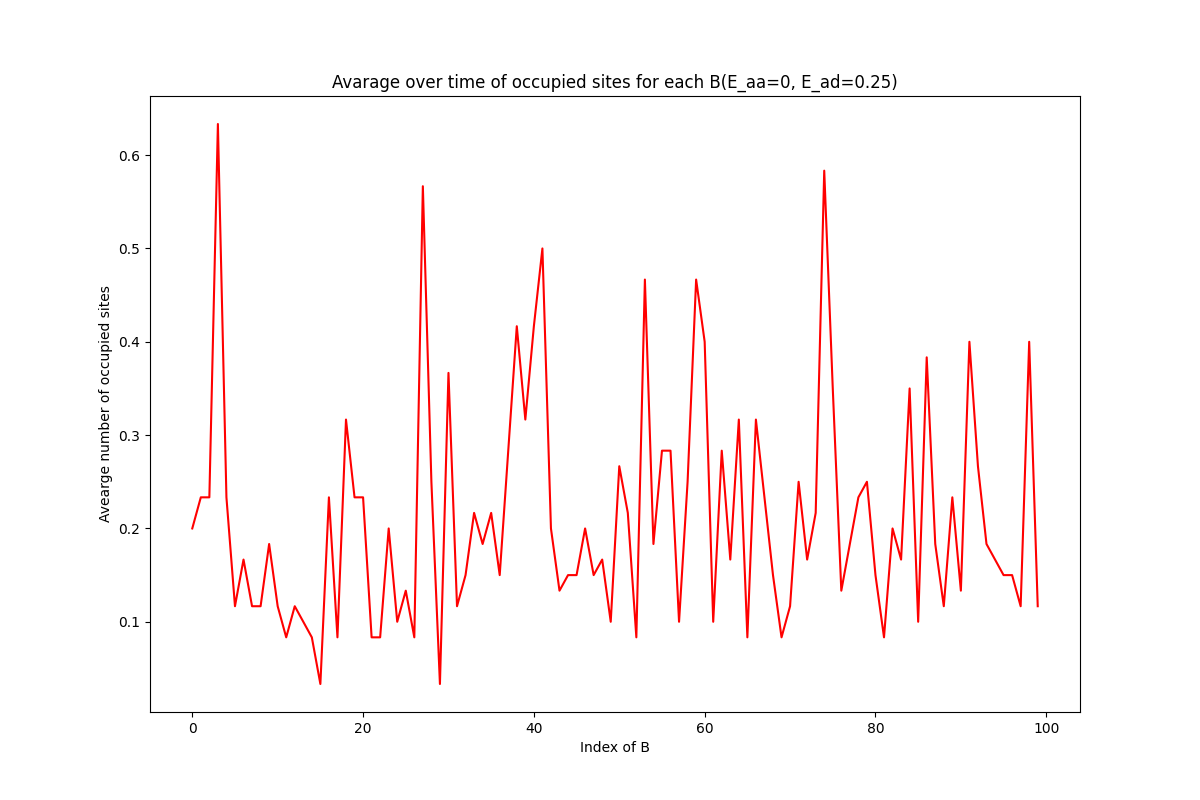 Avarage over time of occupied sites for each B(E_aa=0, E_ad=0.25)
Avearge number of occupied sites
0.6
0.5
0.4
0.3
0.2
0.1
0 20 40 60 80 100
Index of B